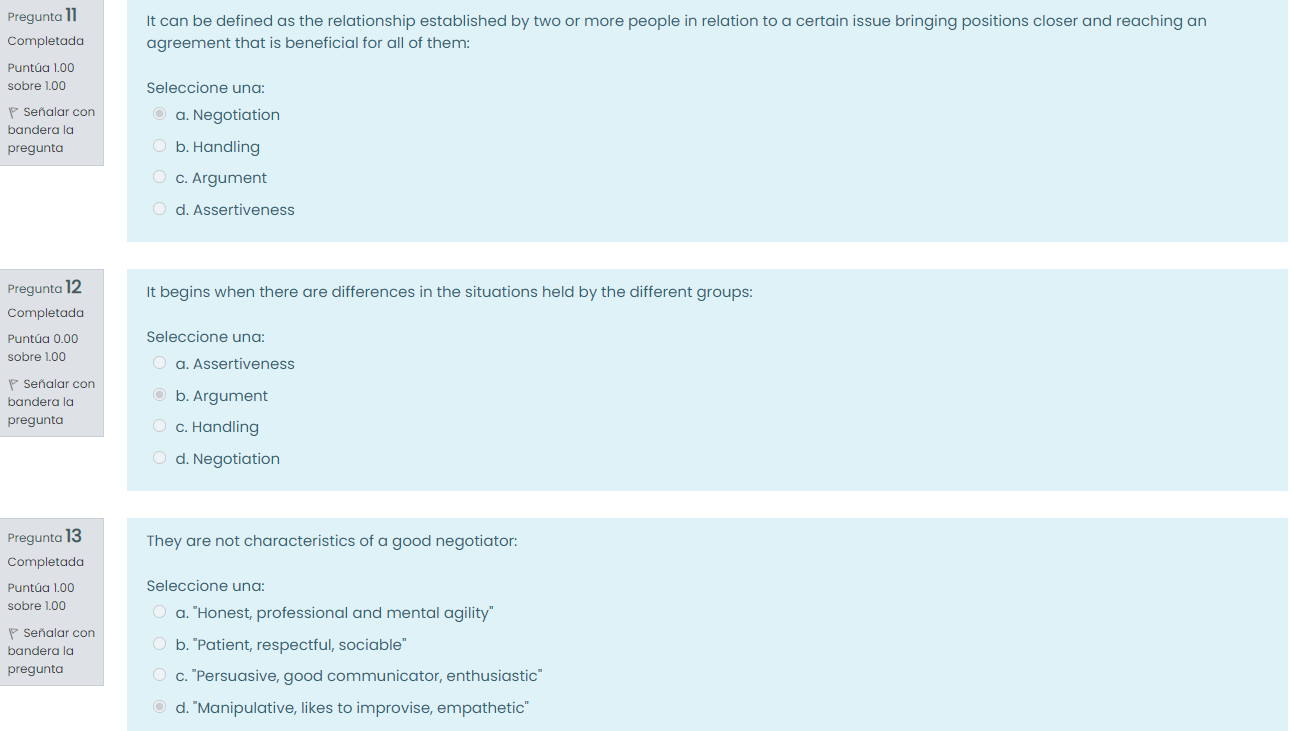 Pregunta 11
Completada
Puntúa 1.00
sobre 1.00
Señalar con
bandera la
pregunta
It can be defined as the relationship established by two or more people in relation to a certain issue bringing positions closer and reaching an
agreement that is beneficial for all of them:
Seleccione una:
a. Negotiation
b. Handling
c. Argument
d. Assertiveness
Pregunta 12
Completada
Puntúa 0.00
sobre 1.00
Señalar con
bandera la
pregunta
It begins when there are differences in the situations held by the different groups:
Seleccione una:
a. Assertiveness
b. Argument
c. Handling
d. Negotiation
Pregunta 13
Completada
Puntúa 1.00
sobre 1.00
Señalar con
bandera la
pregunta
They are not characteristics of a good negotiator:
Seleccione una:
a. "Honest, professional and mental agility"
b. "Patient, respectful, sociable"
c. "Persuasive, good communicator, enthusiastic"
d. "Manipulative, likes to improvise, empathetic"